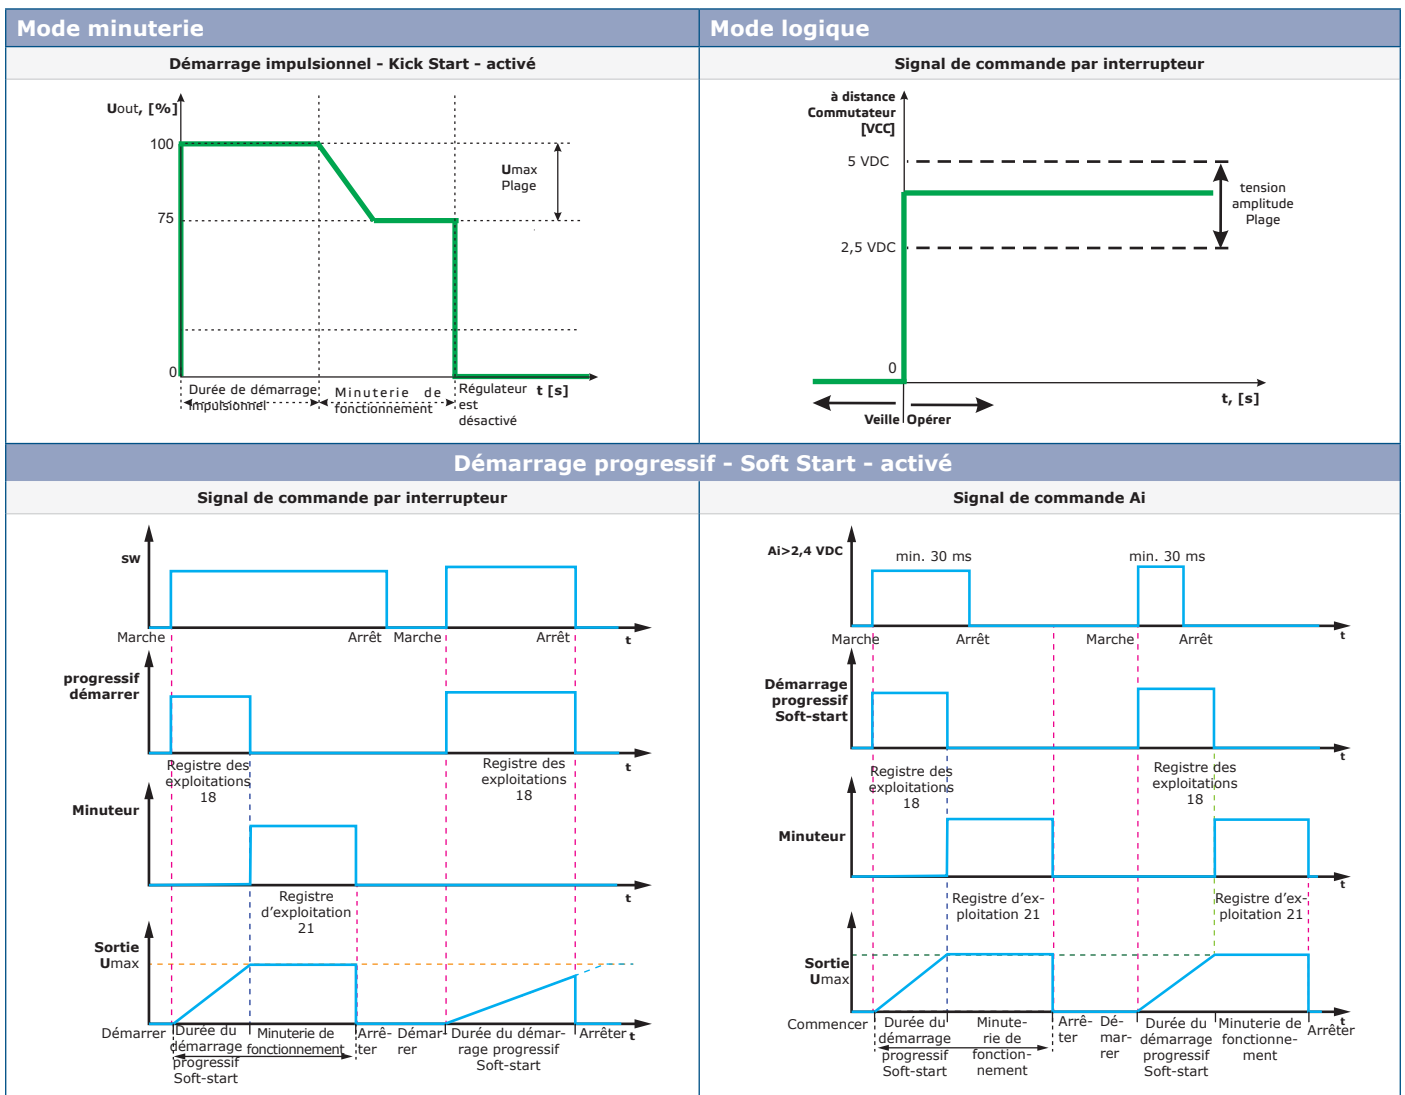 Mode minuterie
Démarrage impulsionnel - Kick Start - activé
Uout, [%]
100
Umax
Plage
75
0
Durée de démarrage
impulsionnel
Minuterie de
fonctionnement
Régulateur
est
désactivé
t [s]
Mode logique
Signal de commande par interrupteur
à distance
Commutateur
[VCC]
5 VDC
tension
amplitude
Plage
2,5 VDC
0
t, [s]
Veille
Opérer
Démarrage progressif - Soft Start - activé
Signal de commande par interrupteur
SW
Marche
Arrêt
Marche
Arrêt
t
progressif
démarrer
Registre des
exploitations
18
Registre des
exploitations
18
t
Minuteur
Registre
d'exploitation
21
t
Sortie
Umax
Démarrer
Durée du
démarrage
progressif
Soft-start
Minuterie de
fonctionnement
Arrê-
ter
Démar-
rer
Durée du démar-
rage progressif
Soft-start
Arrêter
t
Signal de commande Ai
Ai>2,4 VDC
min. 30 ms
min. 30 ms
Marche
Arrêt
Marche
Arrêt
t
Démarrage
progressif
Soft-start
Registre des
exploitations
18
Registre des
exploitations
18
t
Minuteur
Registre d'ex-
ploitation 21
Registre d'ex-
ploitation 21
t
Sortie
Umax
Commencer
Durée du
démarrage
progressif
Soft-start
Minute-
rie de
fonction-
nement
Arrê-
ter
Dé-
mar-
rer
Durée du
démarrage
progressif
Soft-start
Minuterie de
fonctionne-
ment
Arrêter
t